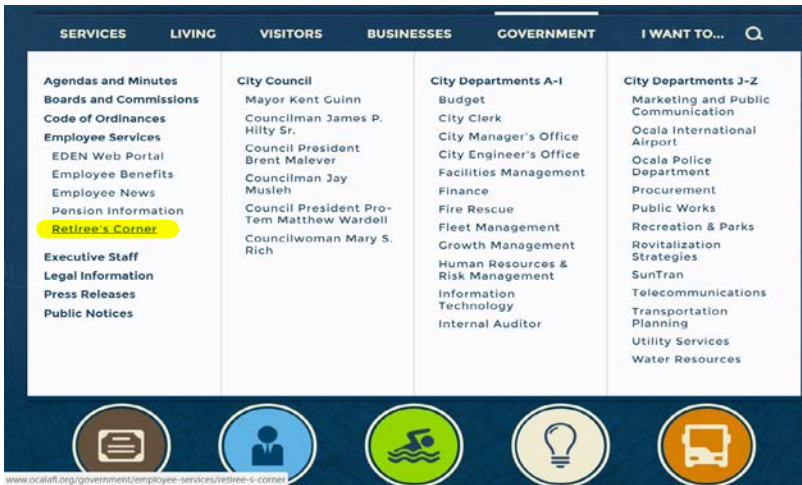 SERVICES LIVING VISITORS BUSINESSES GOVERNMENT I WANT TO...
Agendas and Minutes
Boards and Commissions
Code of Ordinances
Employee Services
EDEN Web Portal
Employee Benefits
Employee News
Pension Information
Retiree's Corner
Executive Staff
Legal Information
Press Releases
Public Notices
City Council
Mayor Kent Guinn
Councilman James P.
Hilty Sr.
Council President
Brent Malever
Councilman Jay
Musleh
Council President Pro-
Tem Matthew Wardell
Councilwoman Mary S.
Rich
City Departments A-I
Budget
City Clerk
City Manager's Office
City Engineer's Office
Facilities Management
Finance
Fire Rescue
Fleet Management
Growth Management
Human Resources &
Risk Management
Information
Technology
Internal Auditor
City Departments J-Z
Marketing and Public
Communication
Ocala International
Airport
Ocala Police
Department
Procurement
Public Works
Recreation & Parks
Revitalization
Strategies
SunTran
Telecommunications
Transportation
Planning
Utility Services
Water Resources
www.ocalafl.org/government/employee-services/retiree-s-corner